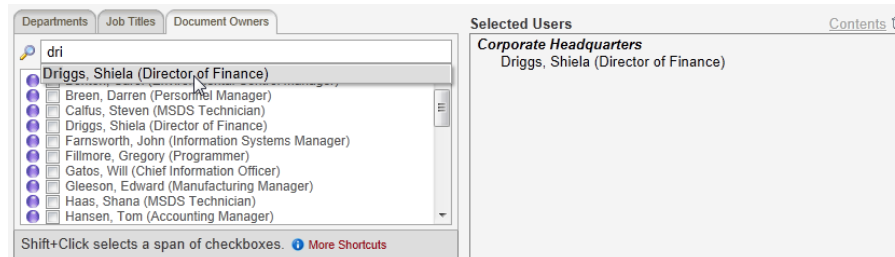 Departments
Job Titles
Document Owners
dri
Driggs, Shiela (Director of Finance)
Breen, Darren (Personnel Manager)
Calfus, Steven (MSDS Technician)
Driggs, Shiela (Director of Finance)
Farnsworth, John (Information Systems Manager)
Fillmore, Gregory (Programmer)
Gatos, Will (Chief Information Officer)
Gleeson, Edward (Manufacturing Manager)
Haas, Shana (MSDS Technician)
Hansen, Tom (Accounting Manager)
Shift+Click selects a span of checkboxes. More Shortcuts
Selected Users
Contents
Corporate Headquarters
Driggs, Shiela (Director of Finance)